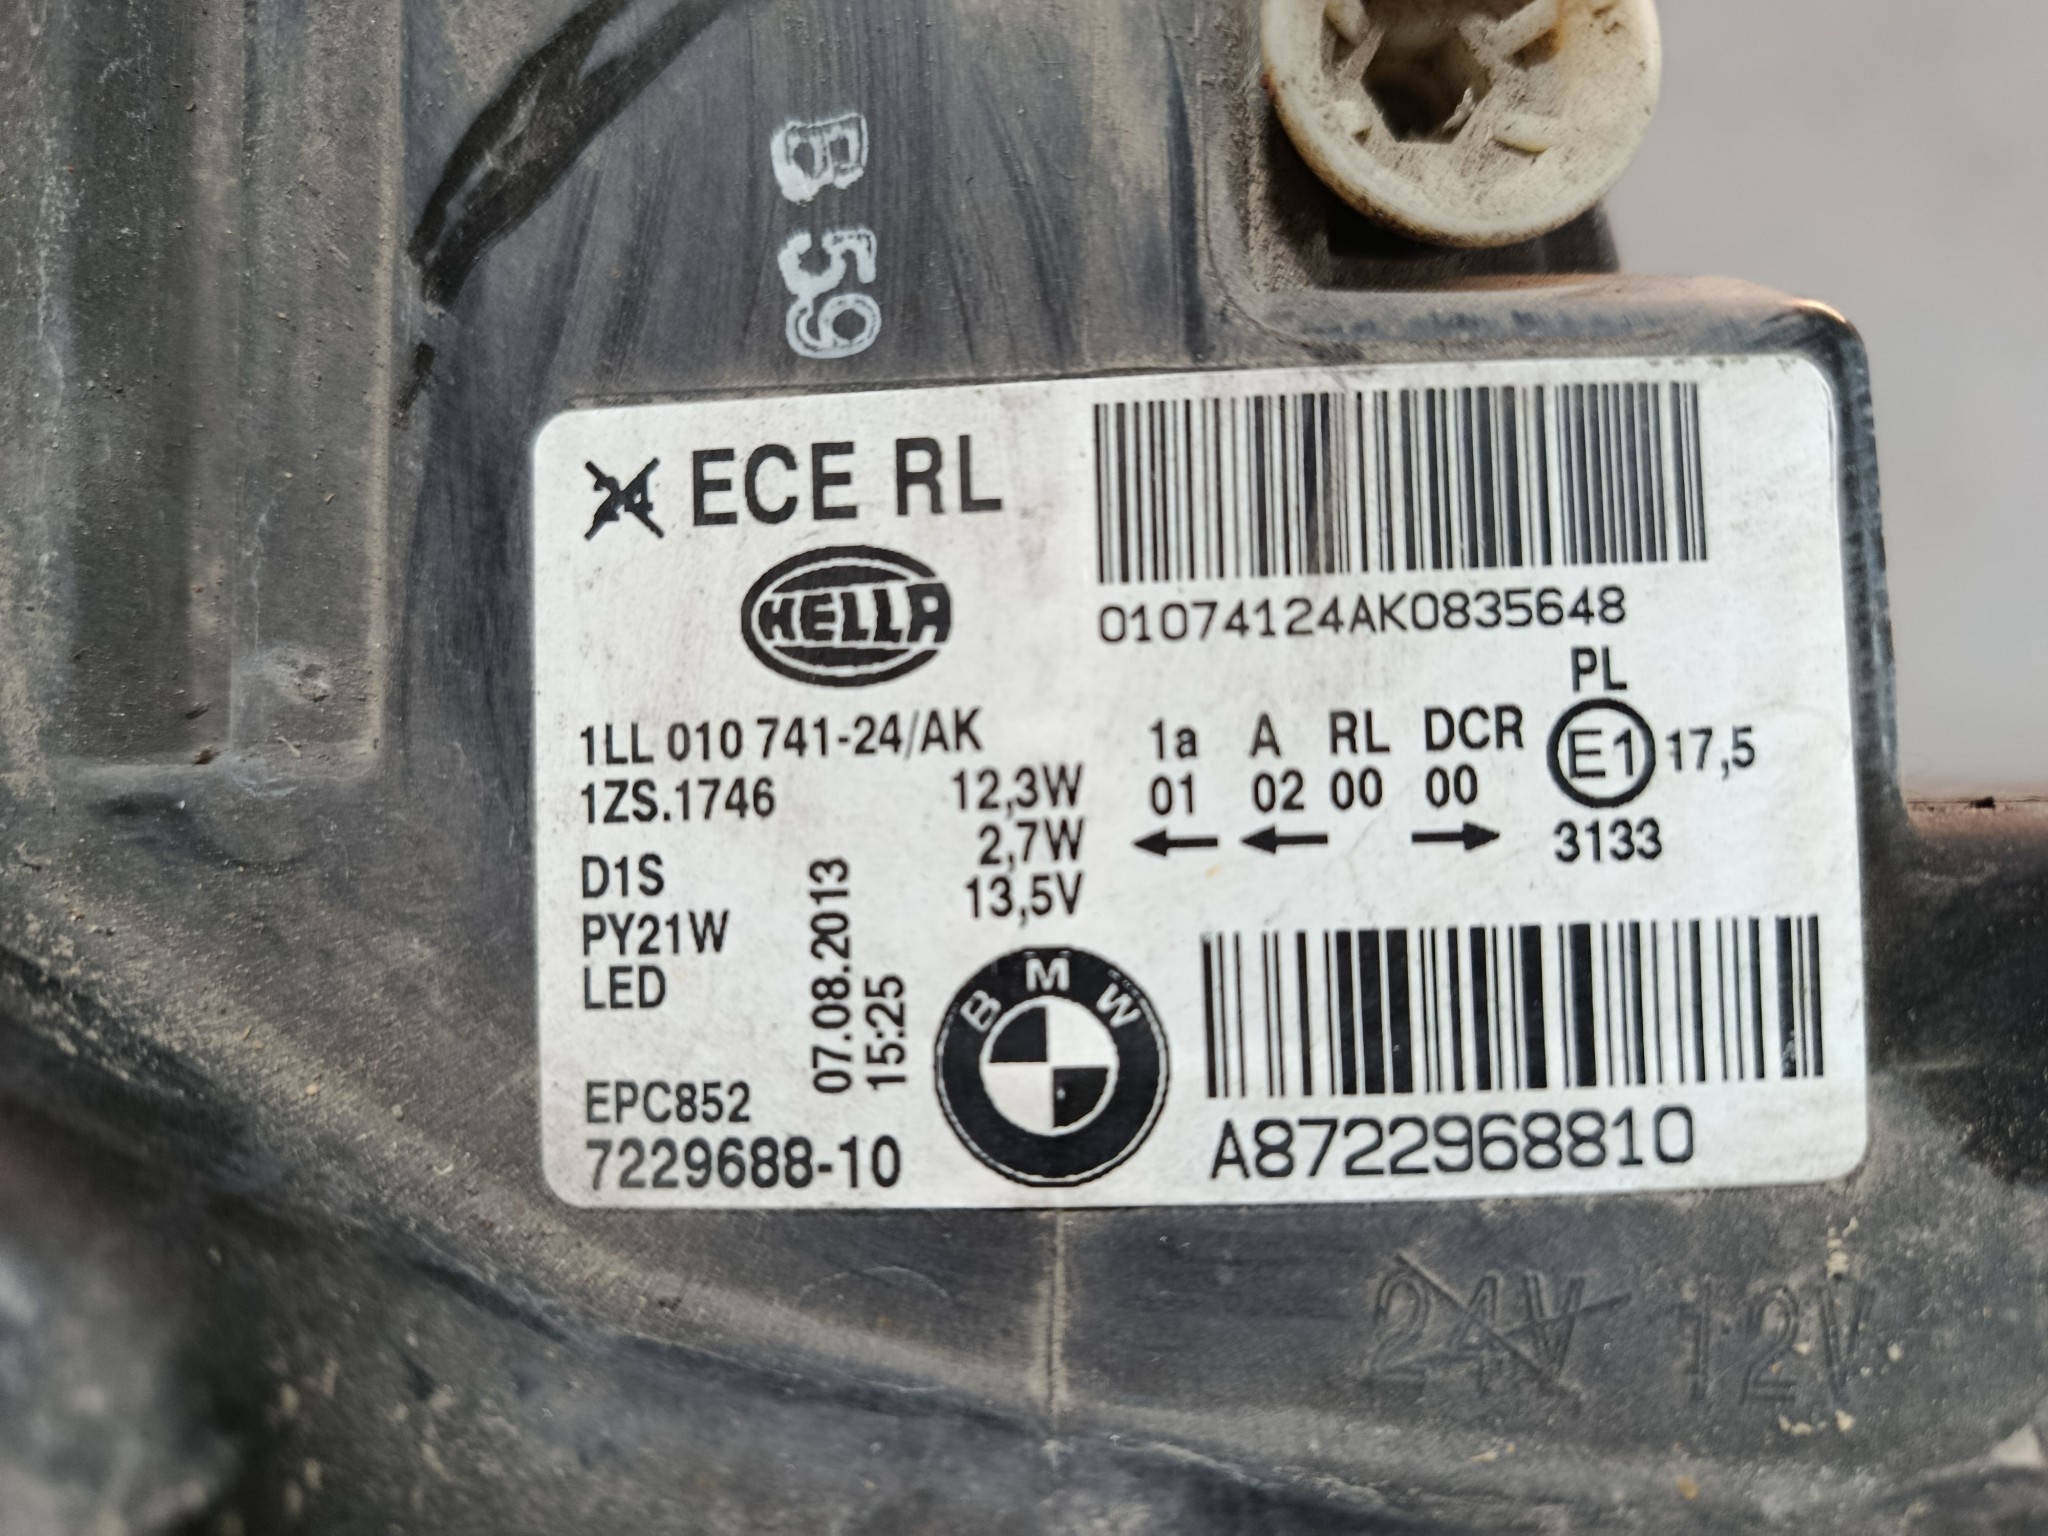 B 59
24 ECE RL
HELLA
01074124AK0835648
PL
1LL 010 741-24/AK
1a A RL DCR E1 17,5
1ZS.1746 12,3W 01 02 00 00
2,7W 3133
D1S 13,5V
PY21W
LED
07.08.2013
15:25
BMW
EPC852
7229688-10
A8722968810
24V 12V